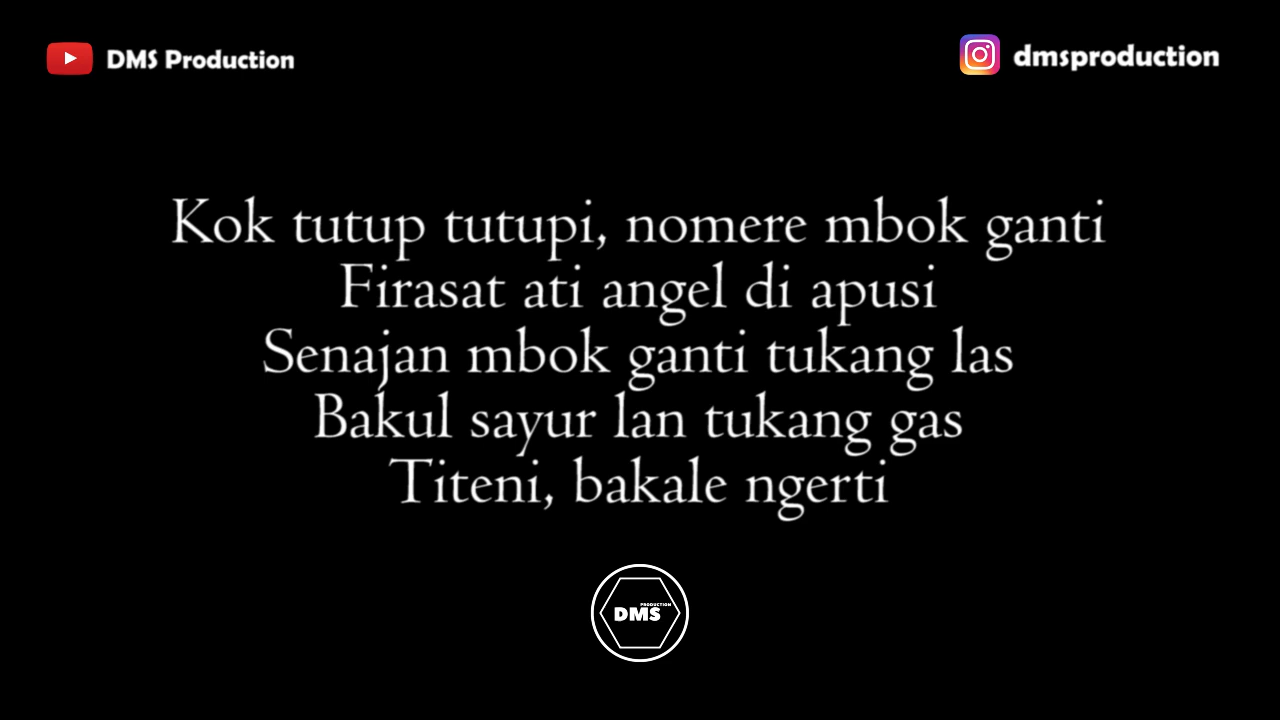 DMS Production
dmsproduction
Kok tutup tutupi, nomere mbok ganti
Firasat ati angel di apusi
Senajan mbok ganti tukang las
Bakul sayur lan tukang gas
Titeni, bakale ngerti
PRODUCTION
DMS